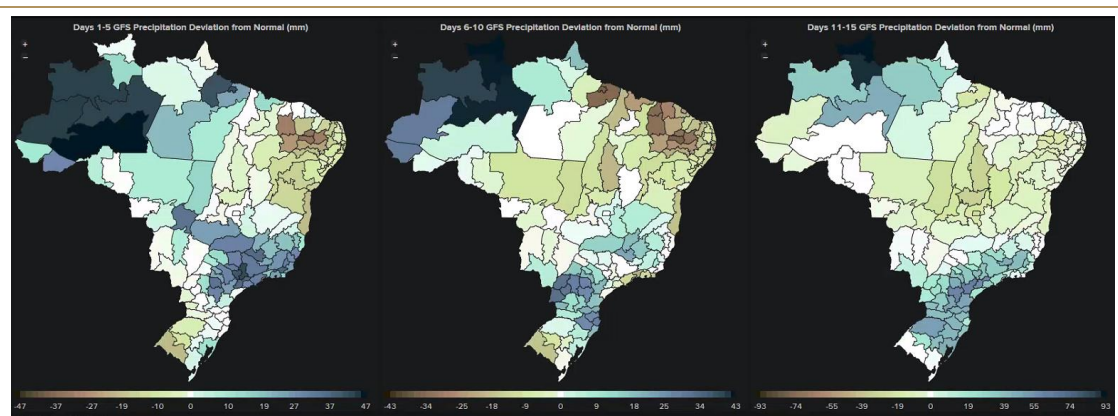 Days 1-5 GFS Precipitation Deviation from Normal (mm)
+
−
-47 -37 -27 -19 -10 0 10 19 27 37 47
Days 6-10 GFS Precipitation Deviation from Normal (mm)
+
−
-43 -34 -26 -18 -9 0 9 18 26 34 43
Days 11-15 GFS Precipitation Deviation from Normal (mm)
+
−
-93 -74 -55 -39 -19 0 19 39 55 74 93